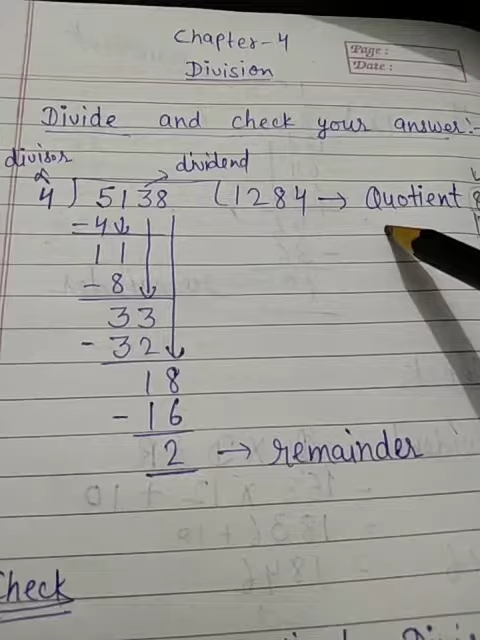 Chapter-4
Division
Page:
Date:
Divide and check your answer:-
divisor
dividend
4 ) 5138 ( 1284 → Quotient
- 4
11
- 8
33
- 32
18
- 16
12 → remainder
Check